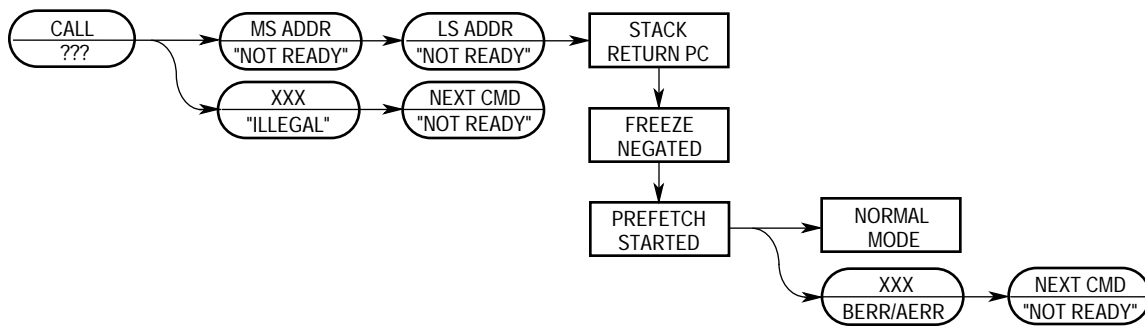 CALL
???
MS ADDR
"NOT READY"
LS ADDR
"NOT READY"
STACK
RETURN PC
XXX
"ILLEGAL"
NEXT CMD
"NOT READY"
FREEZE
NEGATED
PREFETCH
STARTED
NORMAL
MODE
XXX
BERR/AERR
NEXT CMD
"NOT READY"